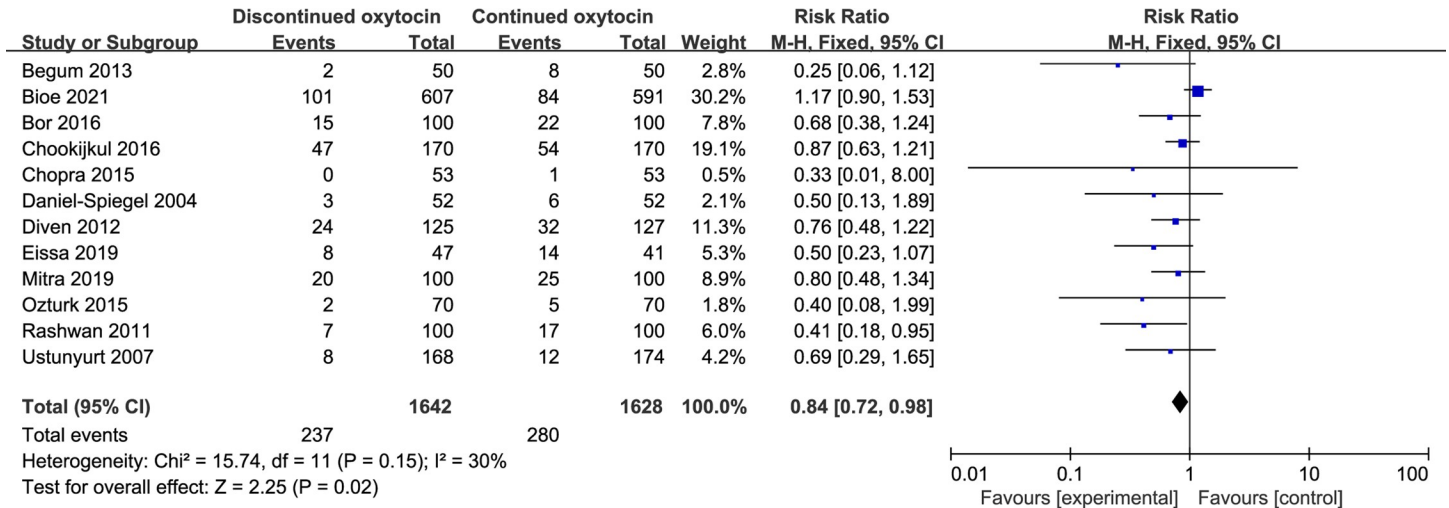 Discontinued oxytocin Continued oxytocin Risk Ratio Risk Ratio
Study or Subgroup Events Total Events Total Weight M-H, Fixed, 95% CI M-H, Fixed, 95% CI
Begum 2013 2 50 8 50 2.8% 0.25 [0.06, 1.12]
Bioe 2021 101 607 84 591 30.2% 1.17 [0.90, 1.53]
Bor 2016 15 100 22 100 7.8% 0.68 [0.38, 1.24]
Chookijkul 2016 47 170 54 170 19.1% 0.87 [0.63, 1.21]
Chopra 2015 0 53 1 53 0.5% 0.33 [0.01, 8.00]
Daniel-Spiegel 2004 3 52 6 52 2.1% 0.50 [0.13, 1.89]
Diven 2012 24 125 32 127 11.3% 0.76 [0.48, 1.22]
Eissa 2019 8 47 14 41 5.3% 0.50 [0.23, 1.07]
Mitra 2019 20 100 25 100 8.9% 0.80 [0.48, 1.34]
Ozturk 2015 2 70 5 70 1.8% 0.40 [0.08, 1.99]
Rashwan 2011 7 100 17 100 6.0% 0.41 [0.18, 0.95]
Ustunyurt 2007 8 168 12 174 4.2% 0.69 [0.29, 1.65]
Total (95% CI) 1642 1628 100.0% 0.84 [0.72, 0.98]
Total events 237 280
Heterogeneity: Chi² = 15.74, df = 11 (P = 0.15); I² = 30%
Test for overall effect: Z = 2.25 (P = 0.02)
0.01 0.1 1 10 100
Favours [experimental] Favours [control]